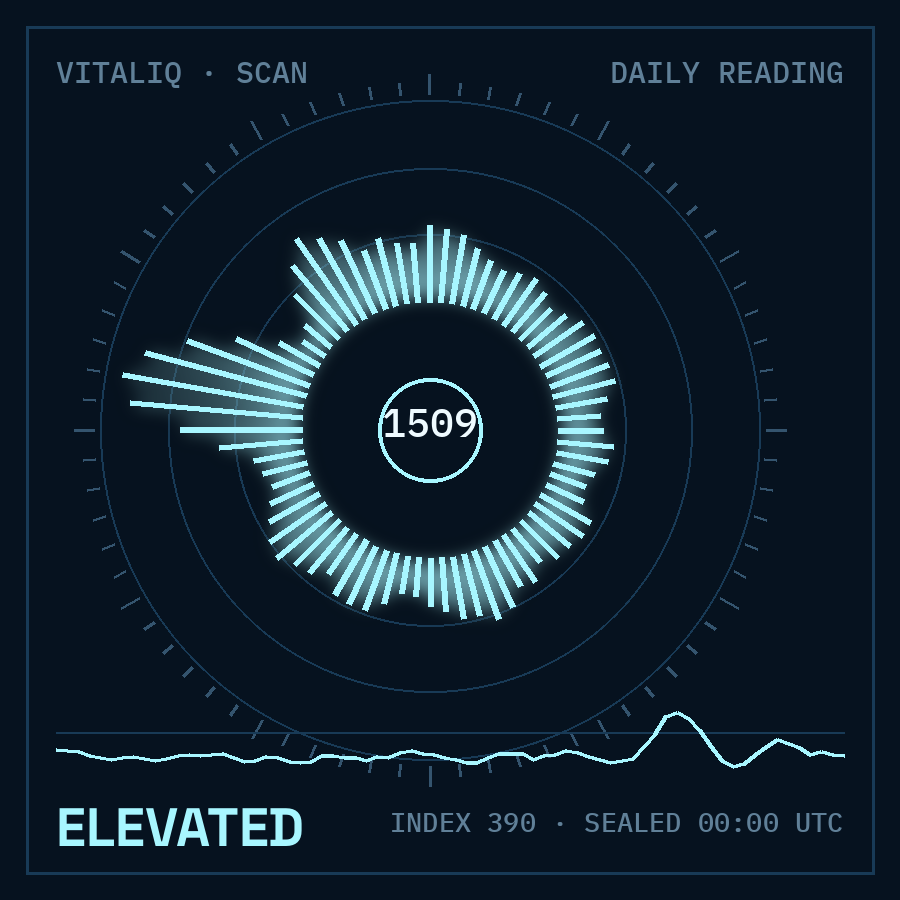 VITALIQ · SCAN
DAILY READING
1509
ELEVATED
INDEX 390 · SEALED 00:00 UTC